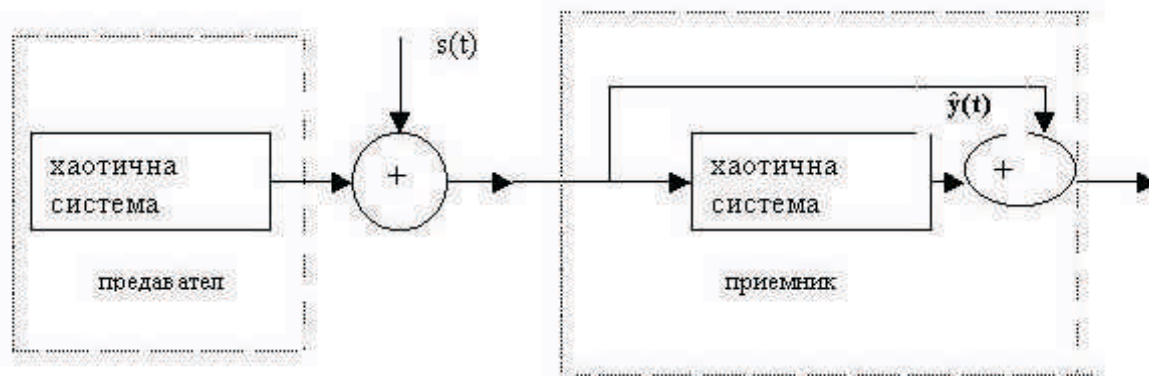 s(t)
ŷ(t)
хаотична
система
+
хаотична
система
+
предавател
приемник